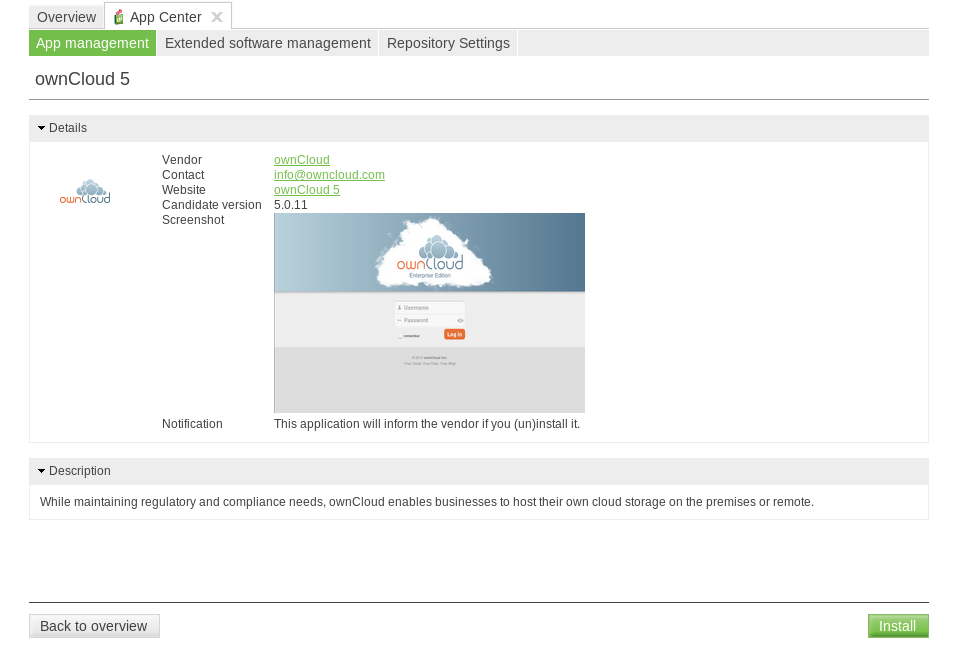 Overview App Center
App management Extended software management Repository Settings
ownCloud 5
Details
ownCloud
Vendor ownCloud
Contact info@owncloud.com
Website ownCloud 5
Candidate version 5.0.11
Screenshot
ownCloud
Enterprise Edition
Username
Password
remember Log in
Notification This application will inform the vendor if you (un)install it.
Description
While maintaining regulatory and compliance needs, ownCloud enables businesses to host their own cloud storage on the premises or remote.
Back to overview Install